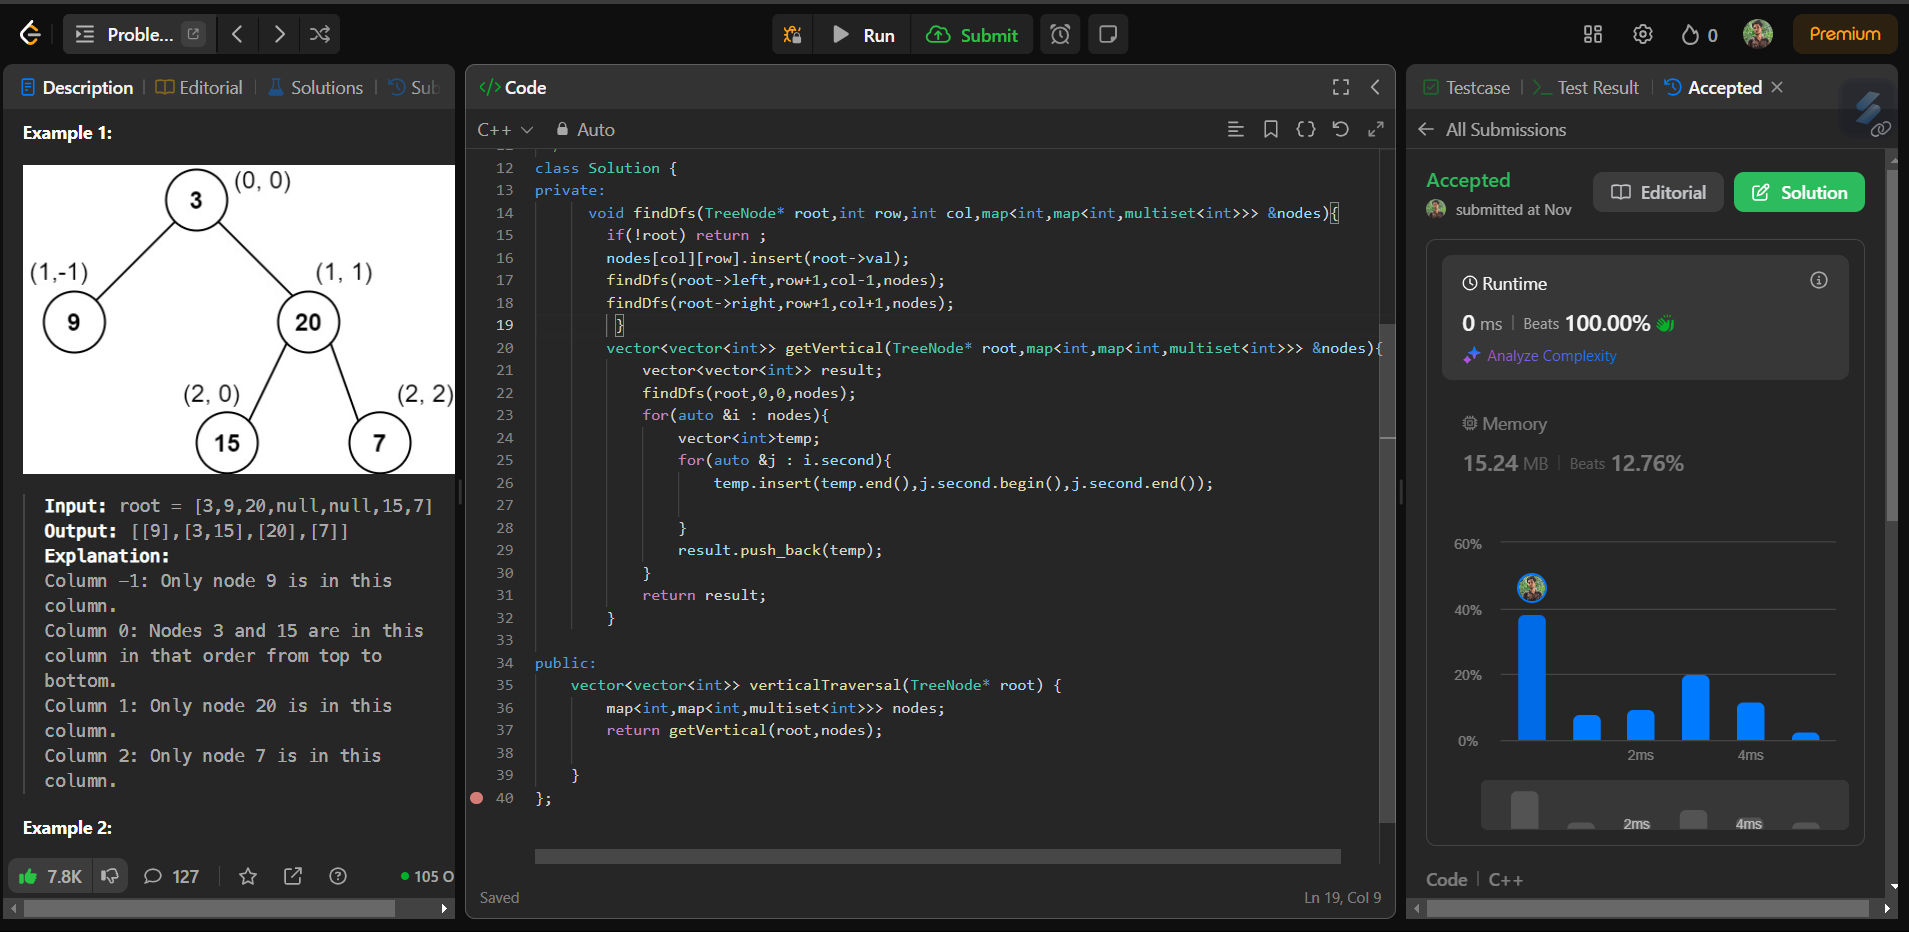 Proble...
Run
Submit
0
Premium
Description
Editorial
Solutions
Sub
Example 1:
3
(0, 0)
(1,-1)
(1, 1)
9
20
(2, 0)
(2, 2)
15
7
Input: root = [3,9,20,null,null,15,7]
Output: [[9],[3,15],[20],[7]]
Explanation:
Column -1: Only node 9 is in this
column.
Column 0: Nodes 3 and 15 are in this
column in that order from top to
bottom.
Column 1: Only node 20 is in this
column.
Column 2: Only node 7 is in this
column.
Example 2:
7.8K
127
105 O
</> Code
C++
Auto
12 class Solution {
13 private:
14 void findDfs(TreeNode* root,int row,int col,map<int,map<int,multiset<int>>> &nodes){
15 if(!root) return ;
16 nodes[col][row].insert(root->val);
17 findDfs(root->left,row+1,col-1,nodes);
18 findDfs(root->right,row+1,col+1,nodes);
19 }
20 vector<vector<int>> getVertical(TreeNode* root,map<int,map<int,multiset<int>>> &nodes){
21 vector<vector<int>> result;
22 findDfs(root,0,0,nodes);
23 for(auto &i : nodes){
24 vector<int>temp;
25 for(auto &j : i.second){
26 temp.insert(temp.end(),j.second.begin(),j.second.end());
27
28 }
29 result.push_back(temp);
30 }
31 return result;
32 }
33
34 public:
35 vector<vector<int>> verticalTraversal(TreeNode* root) {
36 map<int,map<int,multiset<int>>> nodes;
37 return getVertical(root,nodes);
38
39 }
40 };
Saved
Ln 19, Col 9
Testcase
Test Result
Accepted
All Submissions
Accepted
submitted at Nov
Editorial
Solution
Runtime
0 ms
Beats 100.00%
Analyze Complexity
Memory
15.24 MB
Beats 12.76%
60%
40%
20%
0%
2ms
4ms
2ms
4ms
Code
C++